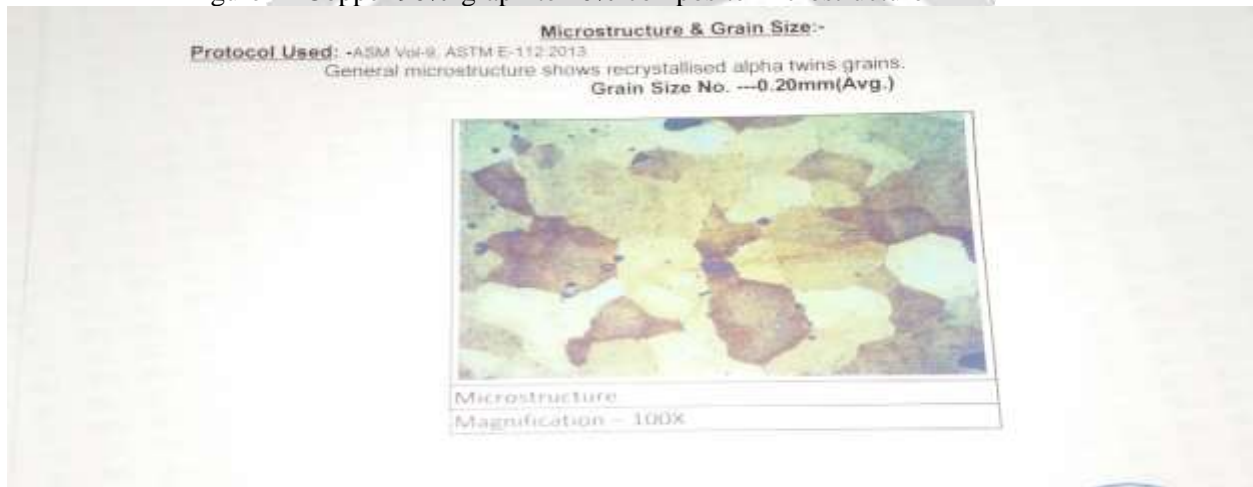 Microstructure & Grain Size:-
Protocol Used: -ASM Vol-9, ASTM E-112 2013
General microstructure shows recrystallised alpha twins grains.
Grain Size No. ---0.20mm(Avg.)
Microstructure
Magnification – 100X